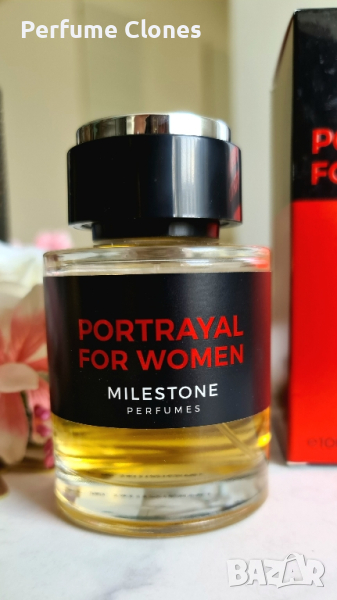 Perfume Clones
PORTRAYAL
FOR WOMEN
MILESTONE
PERFUMES
BAZAR